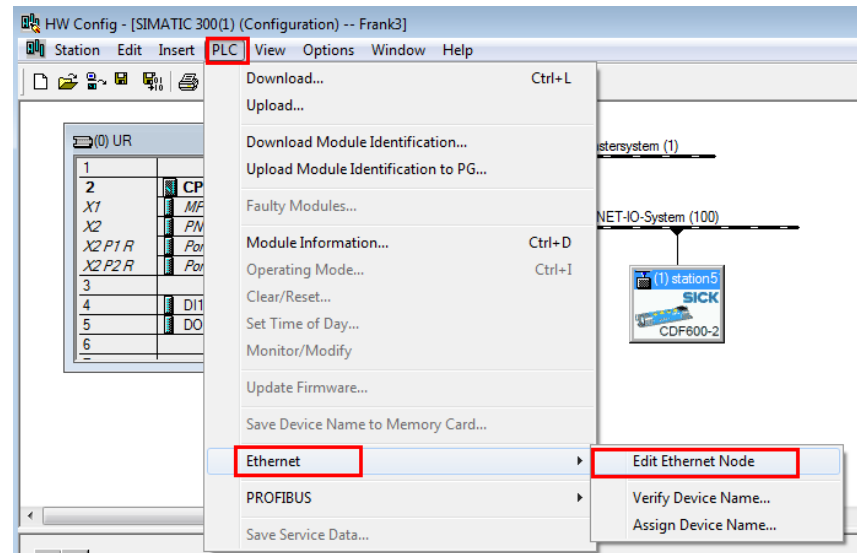 HW Config - [SIMATIC 300(1) (Configuration) -- Frank3]
Station Edit Insert PLC View Options Window Help
Download... Ctrl+L
Upload...
Download Module Identification...
Upload Module Identification to PG...
Faulty Modules...
Module Information... Ctrl+D
Operating Mode... Ctrl+I
Clear/Reset...
Set Time of Day...
Monitor/Modify
Update Firmware...
Save Device Name to Memory Card...
Ethernet
PROFIBUS
Save Service Data...
Edit Ethernet Node
Verify Device Name...
Assign Device Name...
(0) UR
1
2 CP
X1 MP
X2 PN
X2 P1 R Por
X2 P2 R Por
3
4 DI1
5 DO
6
stersystem (1)
NET-IO-System (100)
(1) station5
SICK
CDF600-2